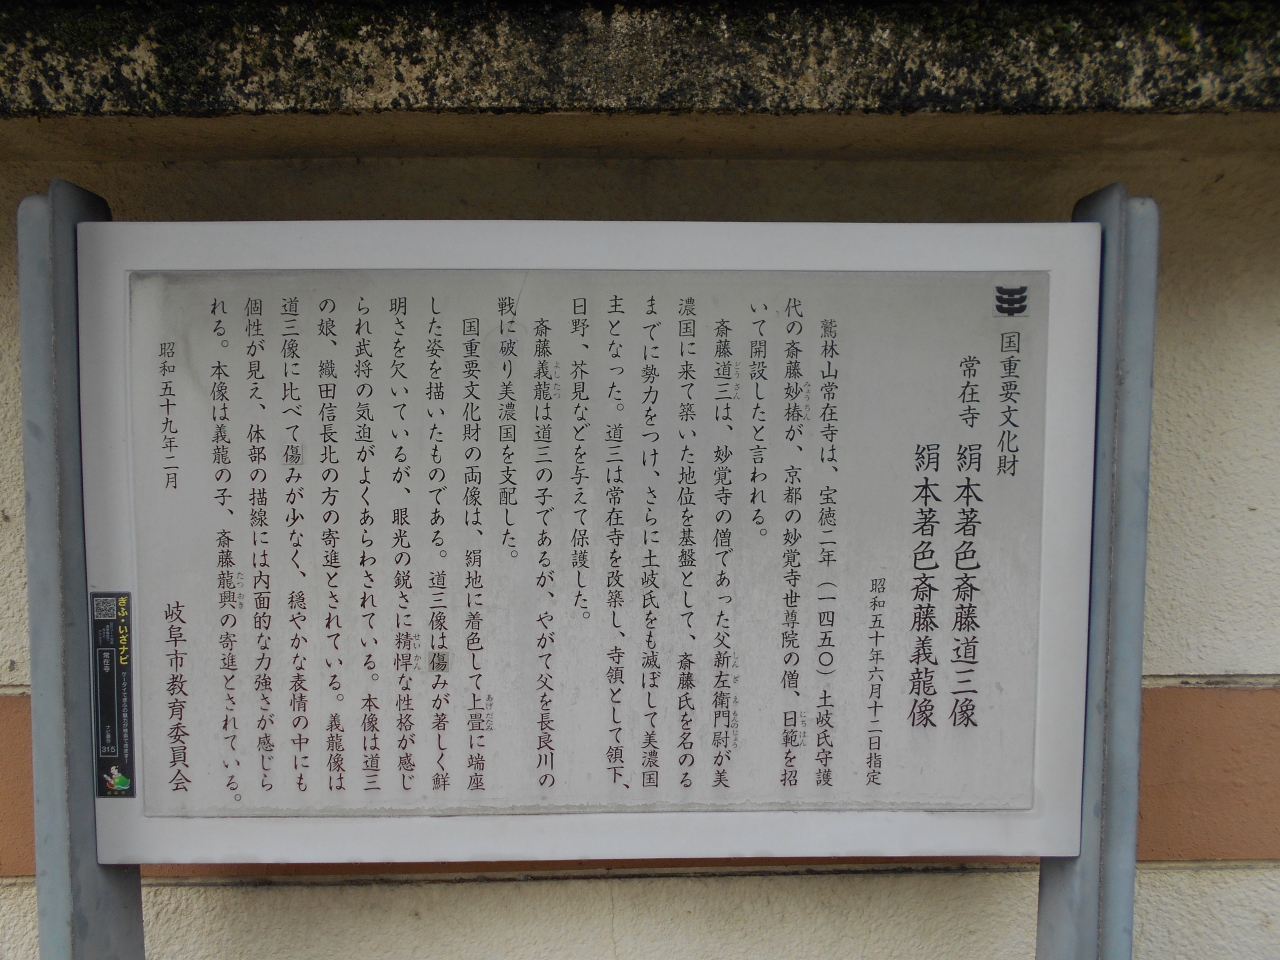 国重要文化財
常在寺 絹本著色斎藤道三像
絹本著色斎藤義龍像
昭和五十年六月十二日指定
鷲林山常在寺は、宝徳二年（一四五〇）土岐氏守護
代の斎藤妙椿が、京都の妙覚寺世尊院の僧、日範を招
いて開設したと言われる。
斎藤道三は、妙覚寺の僧であった父新左衛門尉が美
濃国に来て築いた地位を基盤として、斎藤氏を名のる
までに勢力をつけ、さらに土岐氏をも滅ぼして美濃国
主となった。道三は常在寺を改築し、寺領として領下、
日野、芥見などを与えて保護した。
斎藤義龍は道三の子であるが、やがて父を長良川の
戦に破り美濃国を支配した。
国重要文化財の両像は、絹地に着色して上畳に端座
した姿を描いたものである。道三像は傷みが著しく鮮
明さを欠いているが、眼光の鋭さに精悍な性格が感じ
られ武将の気迫がよくあらわされている。本像は道三
の娘、織田信長北の方の寄進とされている。義龍像は
道三像に比べて傷みが少なく、穏やかな表情の中にも
個性が見え、体部の描線には内面的な力強さが感じら
れる。本像は義龍の子、斎藤龍興の寄進とされている。
昭和五十九年二月
岐阜市教育委員会
ぎふ・いざナビ
常在寺
315